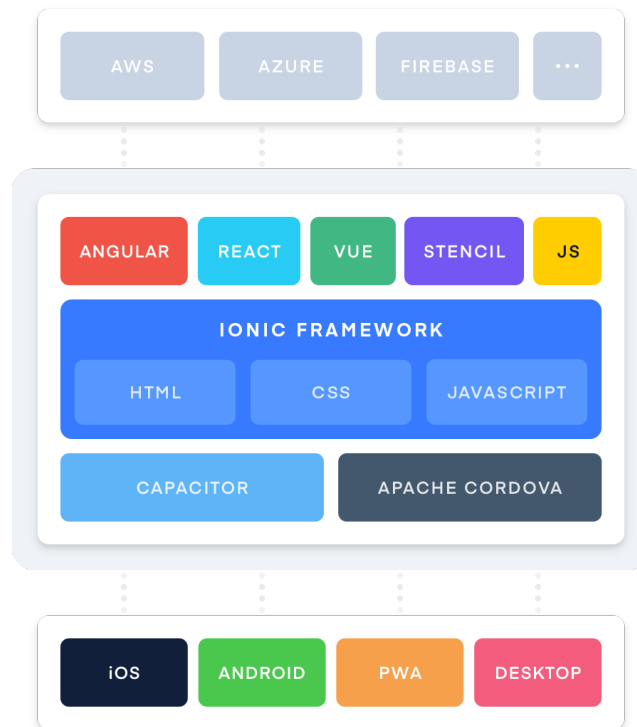 AWS AZURE FIREBASE ...
ANGULAR REACT VUE STENCIL JS
IONIC FRAMEWORK
HTML CSS JAVASCRIPT
CAPACITOR APACHE CORDOVA
iOS ANDROID PWA DESKTOP